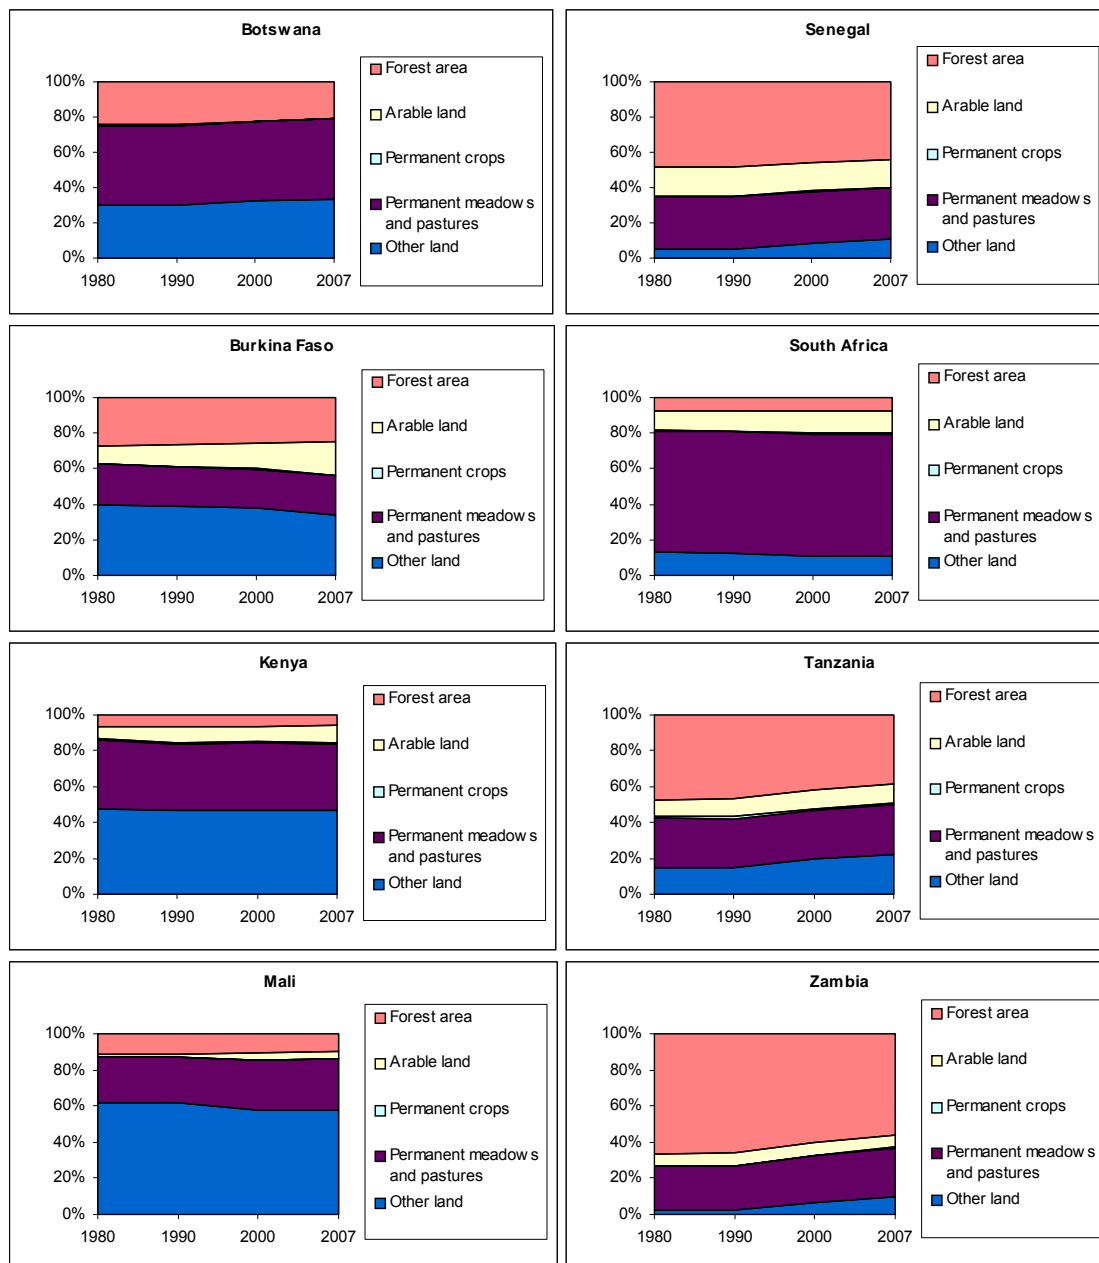 Botswana
100%
80%
60%
40%
20%
0%
1980 1990 2000 2007
Forest area
Arable land
Permanent crops
Permanent meadows
and pastures
Other land
Senegal
100%
80%
60%
40%
20%
0%
1980 1990 2000 2007
Forest area
Arable land
Permanent crops
Permanent meadows
and pastures
Other land
Burkina Faso
100%
80%
60%
40%
20%
0%
1980 1990 2000 2007
Forest area
Arable land
Permanent crops
Permanent meadows
and pastures
Other land
South Africa
100%
80%
60%
40%
20%
0%
1980 1990 2000 2007
Forest area
Arable land
Permanent crops
Permanent meadows
and pastures
Other land
Kenya
100%
80%
60%
40%
20%
0%
1980 1990 2000 2007
Forest area
Arable land
Permanent crops
Permanent meadows
and pastures
Other land
Tanzania
100%
80%
60%
40%
20%
0%
1980 1990 2000 2007
Forest area
Arable land
Permanent crops
Permanent meadows
and pastures
Other land
Mali
100%
80%
60%
40%
20%
0%
1980 1990 2000 2007
Forest area
Arable land
Permanent crops
Permanent meadows
and pastures
Other land
Zambia
100%
80%
60%
40%
20%
0%
1980 1990 2000 2007
Forest area
Arable land
Permanent crops
Permanent meadows
and pastures
Other land